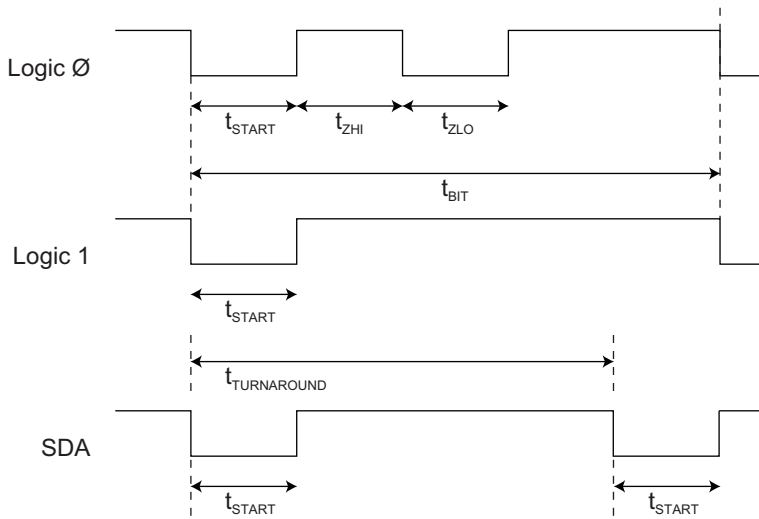 Logic Ø
tSTART tZHI tZLO
tBIT
Logic 1
tSTART
tTURNAROUND
SDA
tSTART tSTART